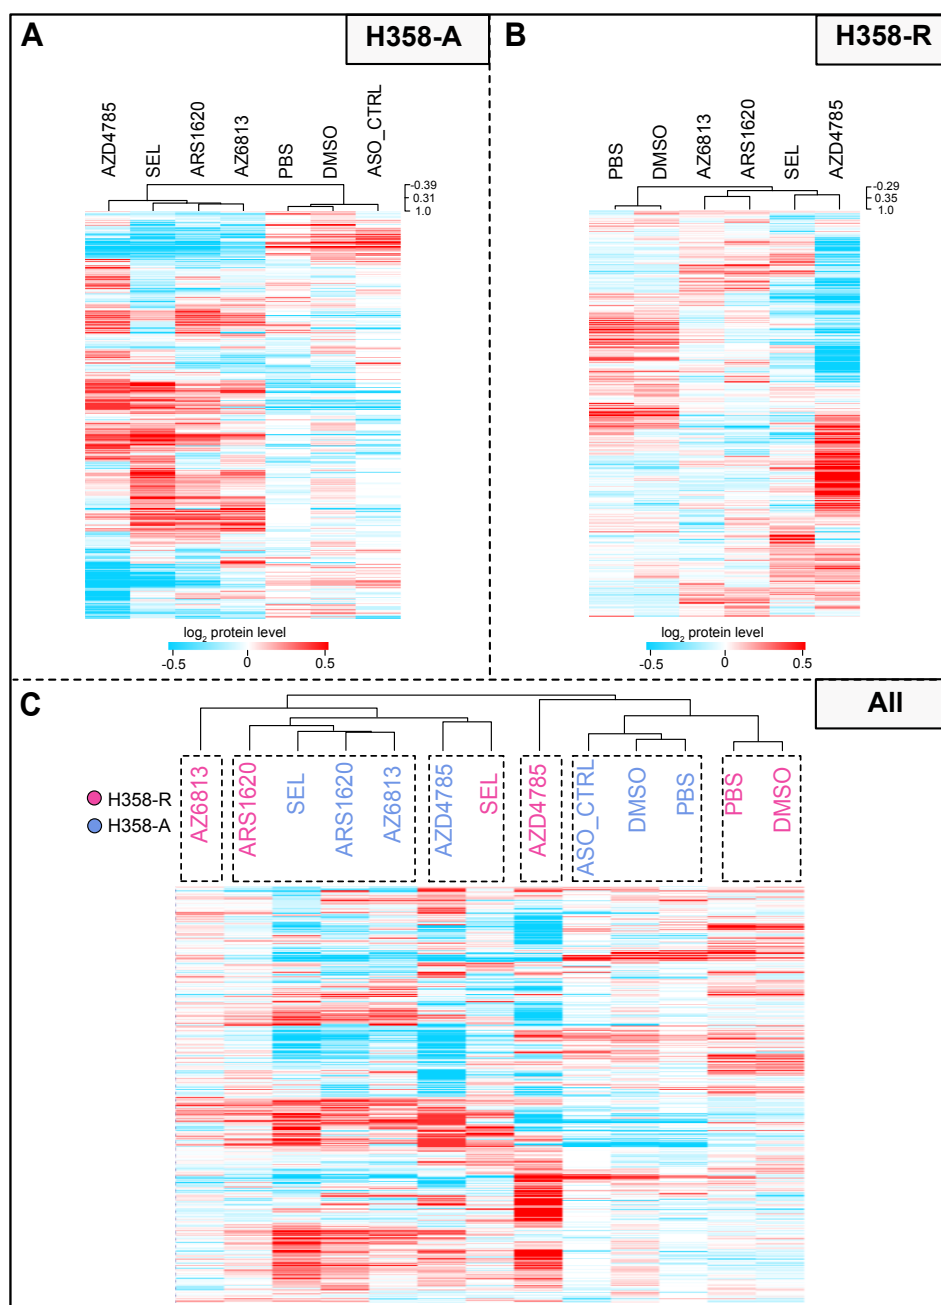 A
H358-A
AZD4785
SEL
ARS1620
AZ6813
PBS
DMSO
ASO_CTRL
-0.39
0.31
1.0
log2 protein level
-0.5
0
0.5
B
H358-R
PBS
DMSO
AZ6813
ARS1620
SEL
AZD4785
-0.29
0.35
1.0
log2 protein level
-0.5
0
0.5
C
All
H358-R
H358-A
AZ6813
ARS1620
SEL
ARS1620
AZ6813
AZD4785
SEL
AZD4785
ASO_CTRL
DMSO
PBS
PBS
DMSO